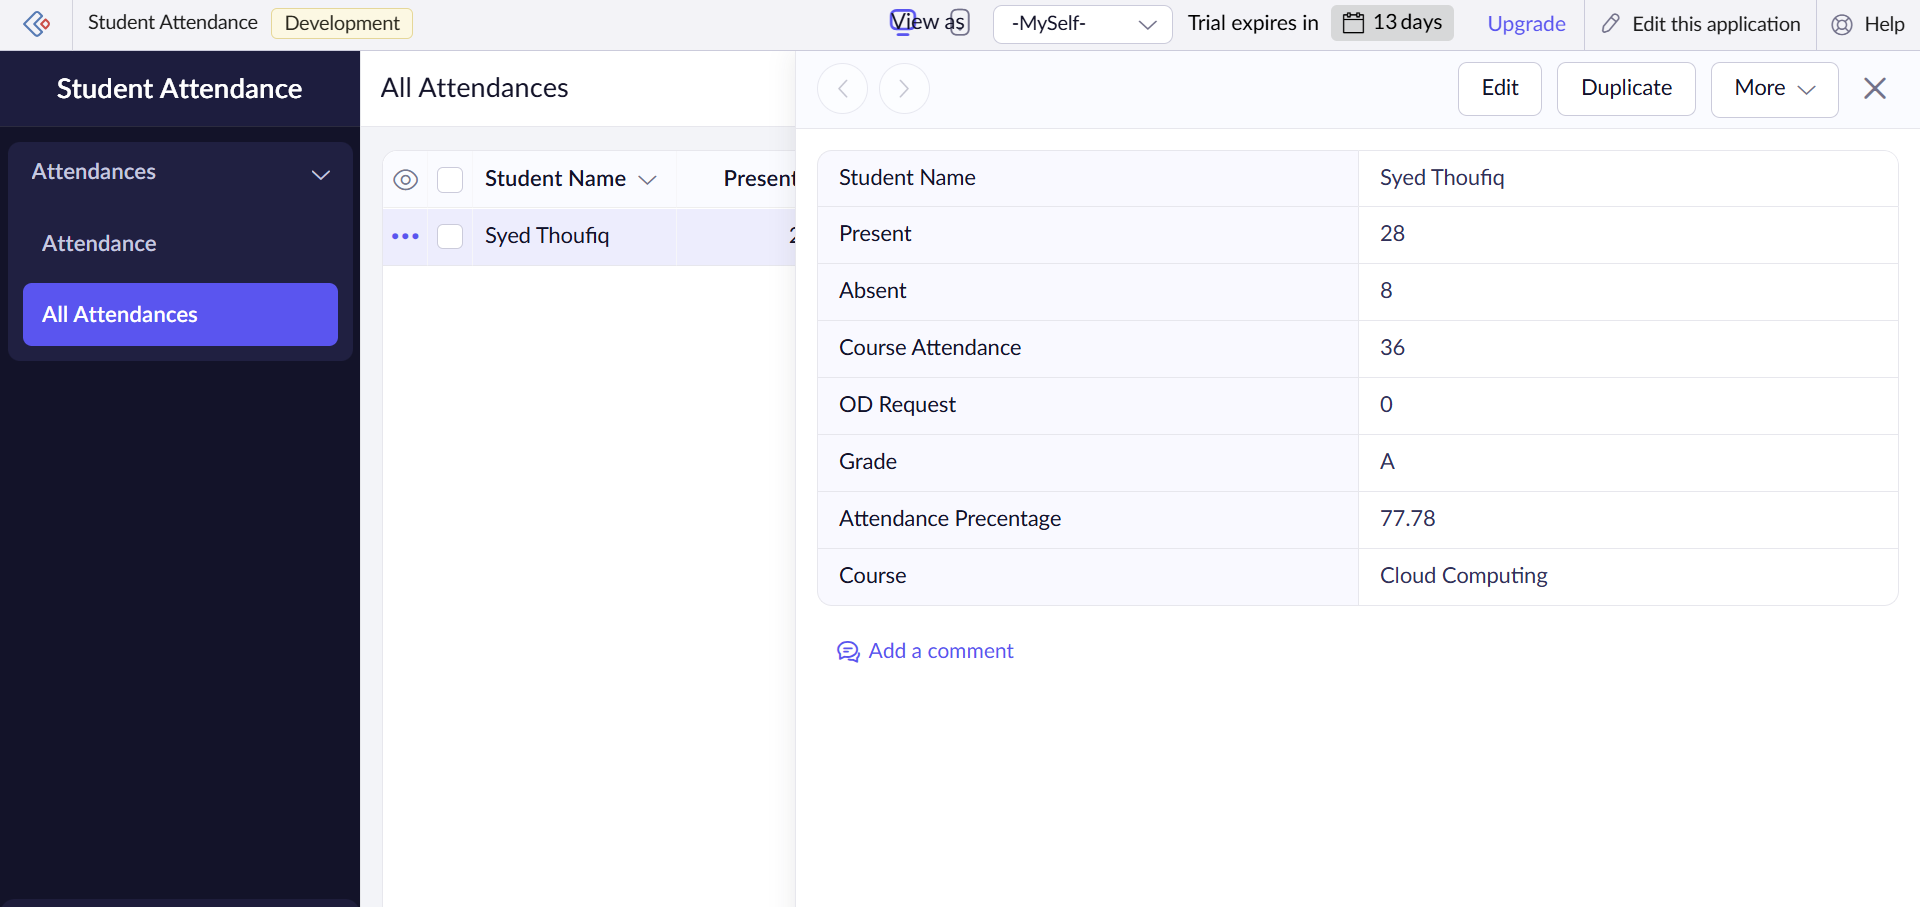 Student Attendance Development View as -MySelf- Trial expires in 13 days Upgrade Edit this application Help
Student Attendance
Attendances
Attendance
All Attendances
All Attendances
Student Name Present
Syed Thoufiq 2
Edit Duplicate More
Student Name Syed Thoufiq
Present 28
Absent 8
Course Attendance 36
OD Request 0
Grade A
Attendance Precentage 77.78
Course Cloud Computing
Add a comment